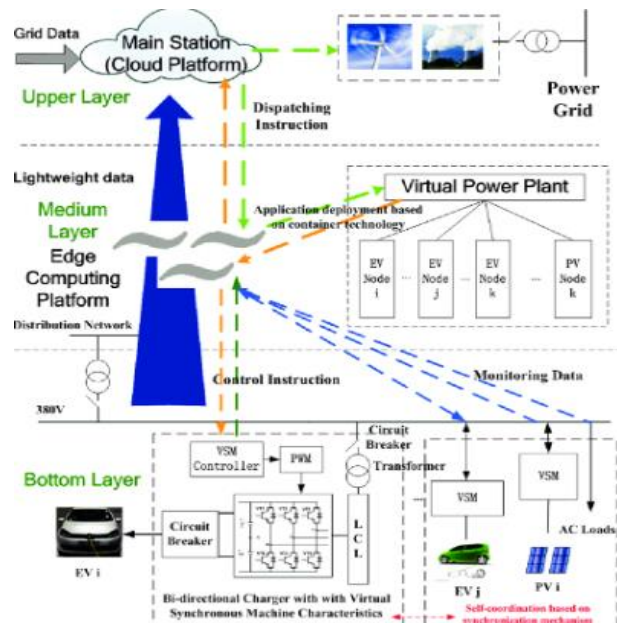 Grid Data
Main Station
(Cloud Platform)
Upper Layer
Dispatching
Instruction
Power
Grid
Lightweight data
Medium
Layer
Edge
Computing
Platform
Application deployment based
on container technology
Virtual Power Plant
EV
Node
i
...
EV
Node
j
...
EV
Node
k
...
PV
Node
k
Distribution Network
Control Instruction
Monitoring Data
380V
Bottom Layer
VSM
Controller
PWM
Circuit
Breaker
Transformer
Circuit
Breaker
L
C
L
EV i
Bi-directional Charger with with Virtual
Synchronous Machine Characteristics
...
VSM
VSM
AC Loads
EV j
PV i
Self-coordination based on
synchronization mechanism